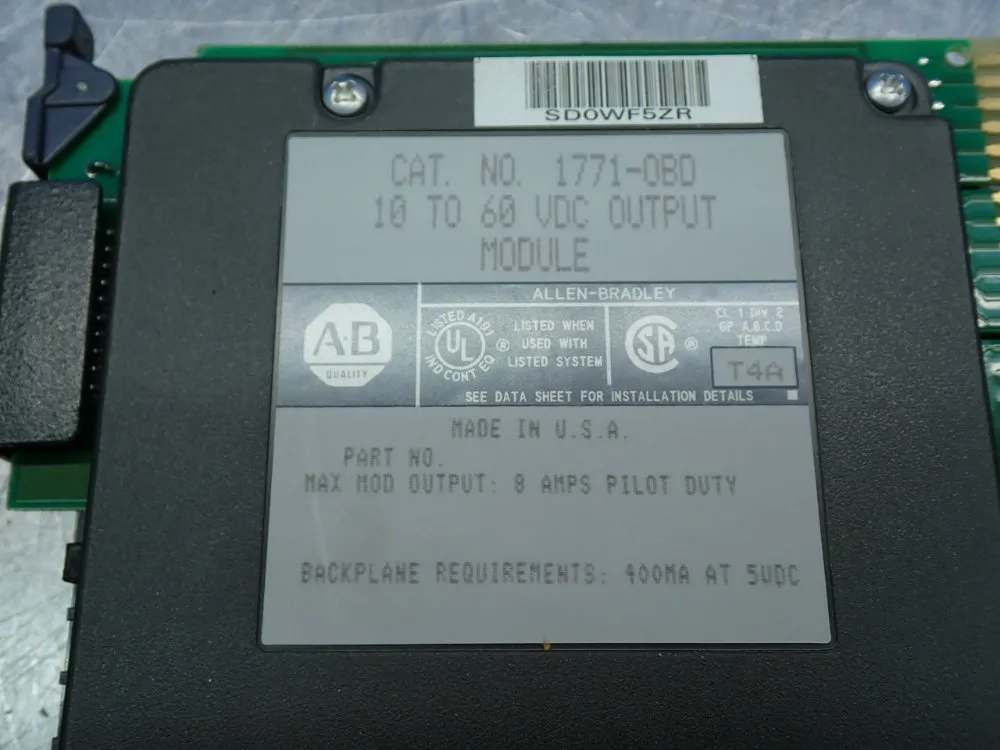 SD0WF5ZR
CAT. NO. 1771-OBD
10 TO 60 VDC OUTPUT
MODULE
ALLEN-BRADLEY
A·B
QUALITY
LISTED A191
UL ®
IND CONT EQ
LISTED WHEN
USED WITH
LISTED SYSTEM
SA ®
CL 1 DIV 2
GP A,B,C,D
TEMP
T4A
SEE DATA SHEET FOR INSTALLATION DETAILS
MADE IN U.S.A.
PART NO.
MAX MOD OUTPUT: 8 AMPS PILOT DUTY
BACKPLANE REQUIREMENTS: 400MA AT 5VDC